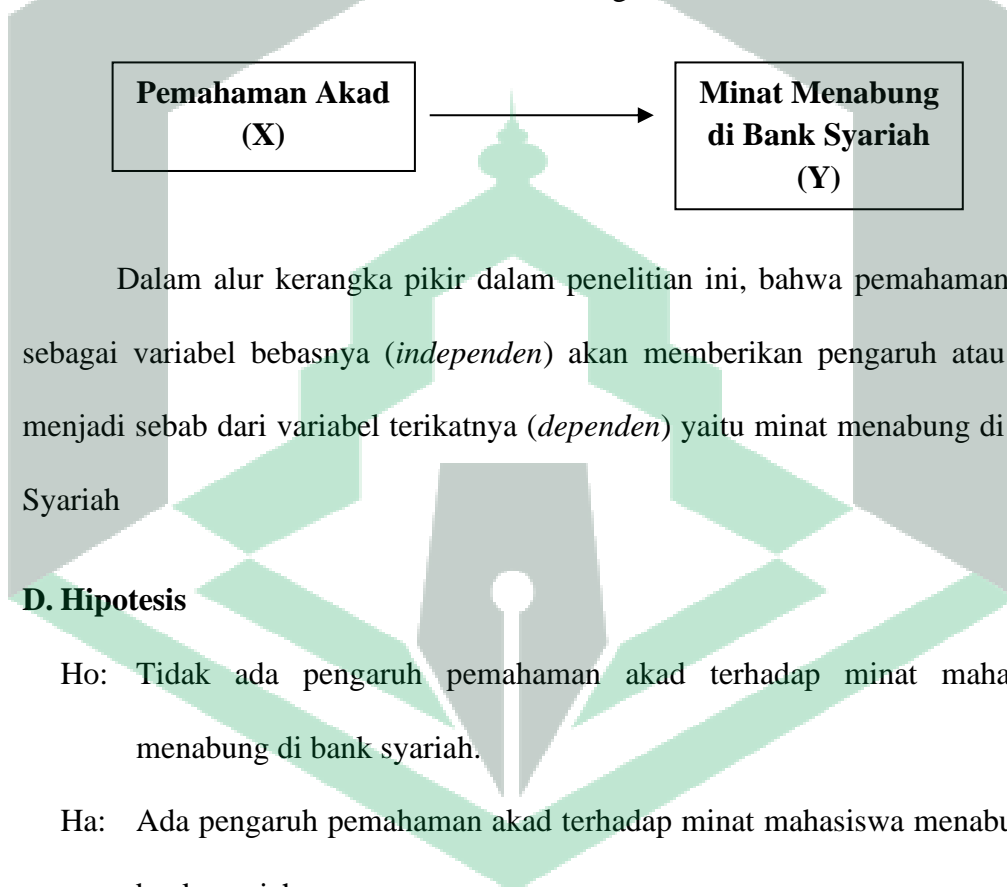 Pemahaman Akad
(X)
Minat Menabung
di Bank Syariah
(Y)
Dalam alur kerangka pikir dalam penelitian ini, bahwa pemahaman
sebagai variabel bebasnya (independen) akan memberikan pengaruh atau
menjadi sebab dari variabel terikatnya (dependen) yaitu minat menabung di
Syariah
D. Hipotesis
Ho: Tidak ada pengaruh pemahaman akad terhadap minat maha
menabung di bank syariah.
Ha: Ada pengaruh pemahaman akad terhadap minat mahasiswa menabu